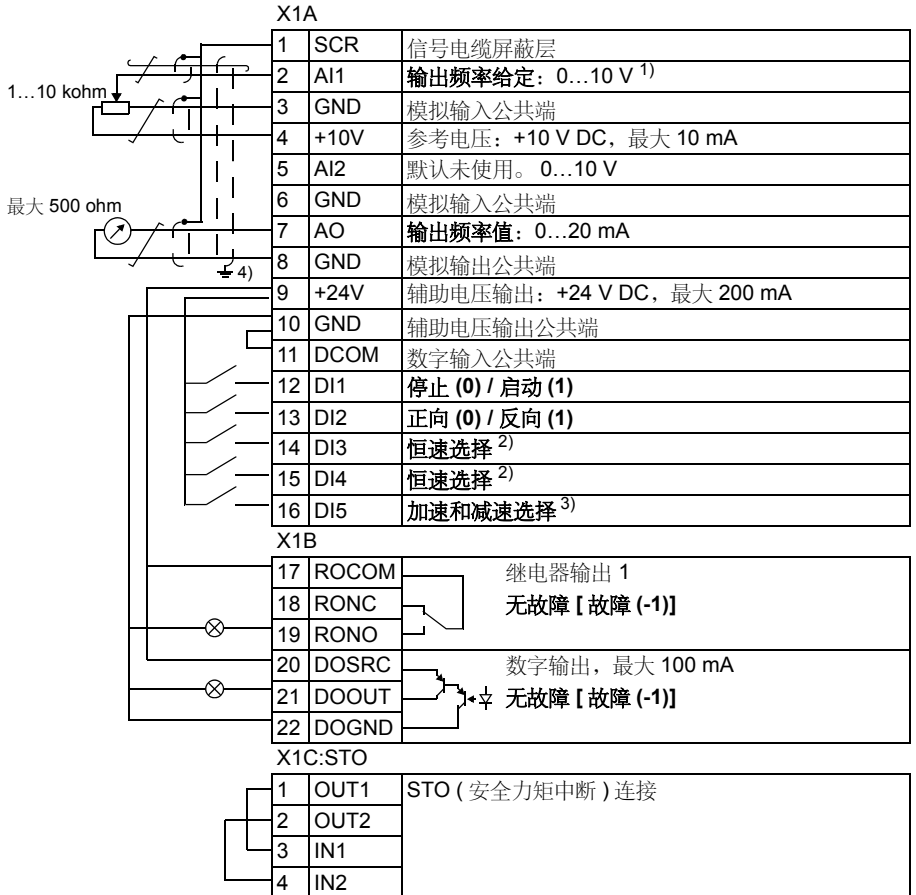 X1A
1 SCR 信号电缆屏蔽层
2 AI1 输出频率给定：0…10 V 1)
1…10 kohm
3 GND 模拟输入公共端
4 +10V 参考电压：+10 V DC，最大 10 mA
5 AI2 默认未使用。 0…10 V
最大 500 ohm
6 GND 模拟输入公共端
7 AO 输出频率值：0…20 mA
8 GND 模拟输出公共端
4)
9 +24V 辅助电压输出：+24 V DC，最大 200 mA
10 GND 辅助电压输出公共端
11 DCOM 数字输入公共端
12 DI1 停止 (0) / 启动 (1)
13 DI2 正向 (0) / 反向 (1)
14 DI3 恒速选择 2)
15 DI4 恒速选择 2)
16 DI5 加速和减速选择 3)
X1B
17 ROCOM 继电器输出 1
18 RONC 无故障 [ 故障 (-1)]
19 RONO
20 DOSRC 数字输出，最大 100 mA
21 DOOUT 无故障 [ 故障 (-1)]
22 DOGND
X1C:STO
1 OUT1 STO ( 安全力矩中断 ) 连接
2 OUT2
3 IN1
4 IN2